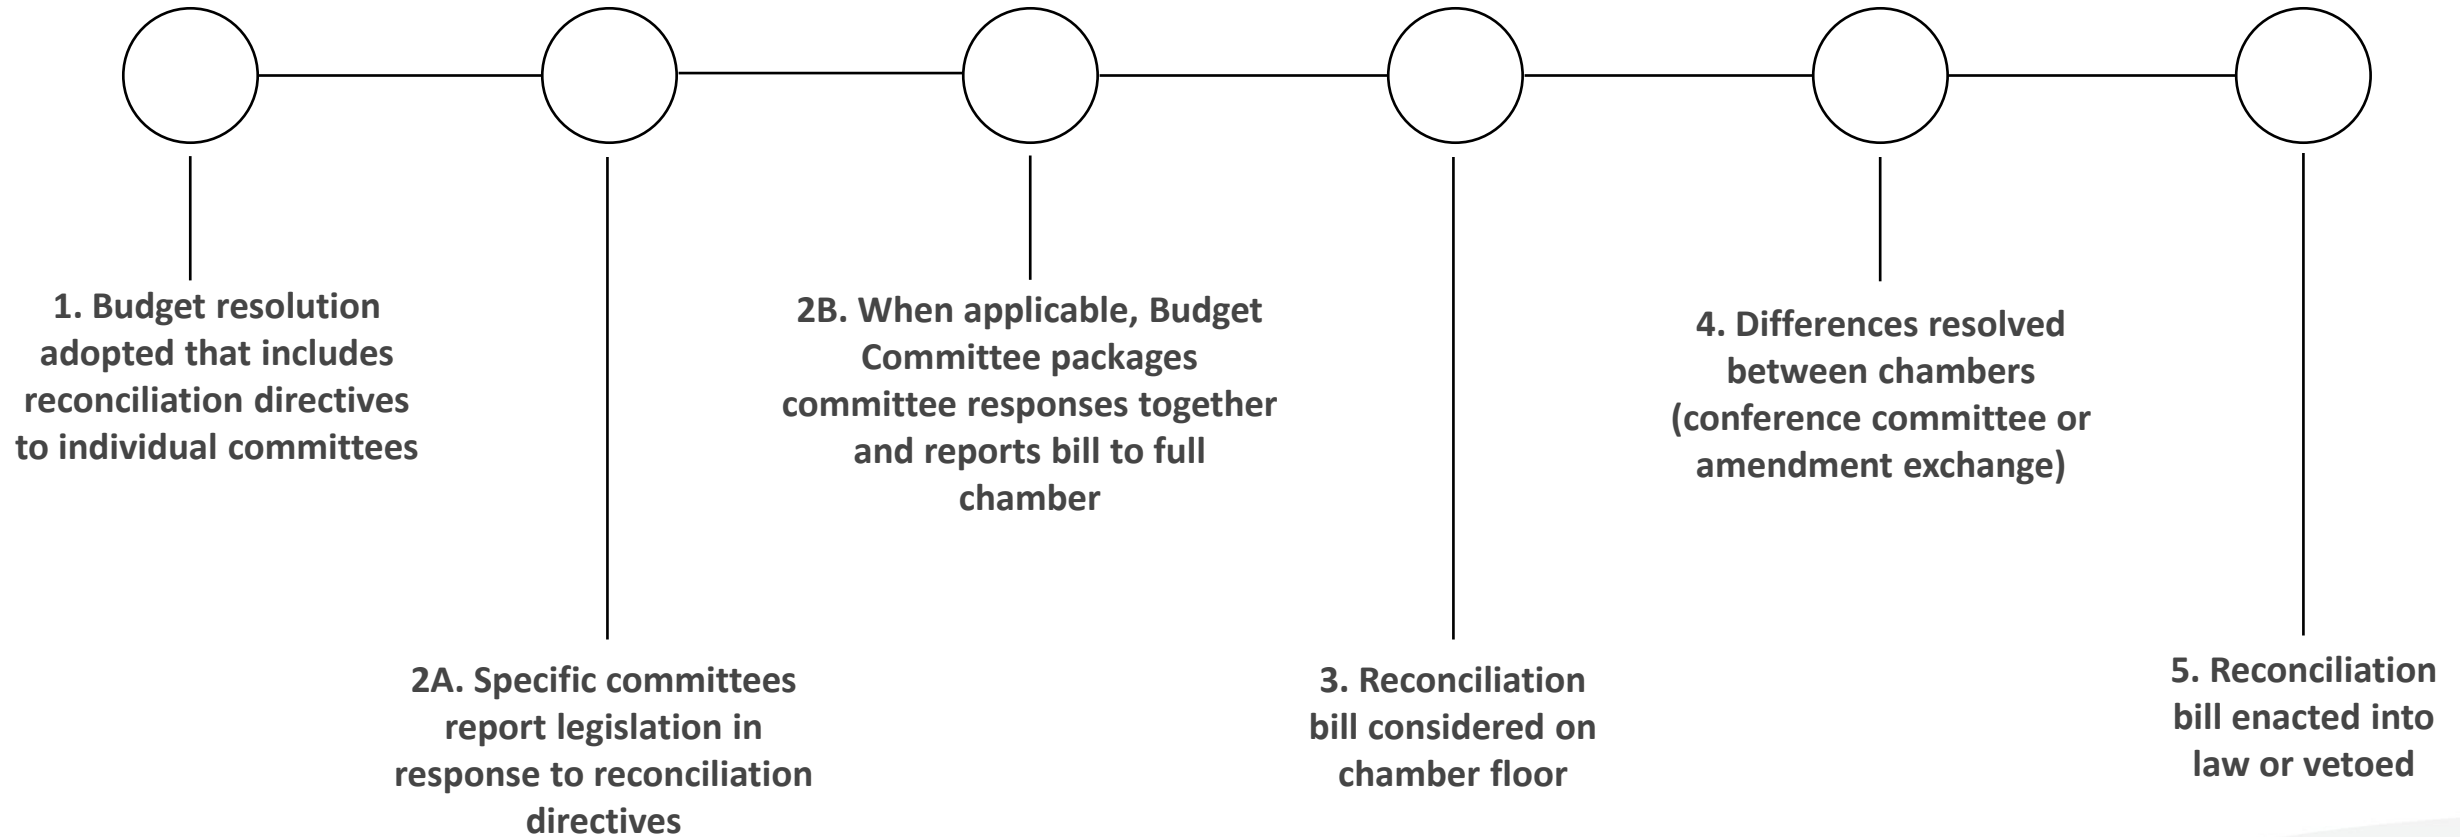 1. Budget resolution
adopted that includes
reconciliation directives
to individual committees
2A. Specific committees
report legislation in
response to reconciliation
directives
2B. When applicable, Budget
Committee packages
committee responses together
and reports bill to full
chamber
3. Reconciliation
bill considered on
chamber floor
4. Differences resolved
between chambers
(conference committee or
amendment exchange)
5. Reconciliation
bill enacted into
law or vetoed